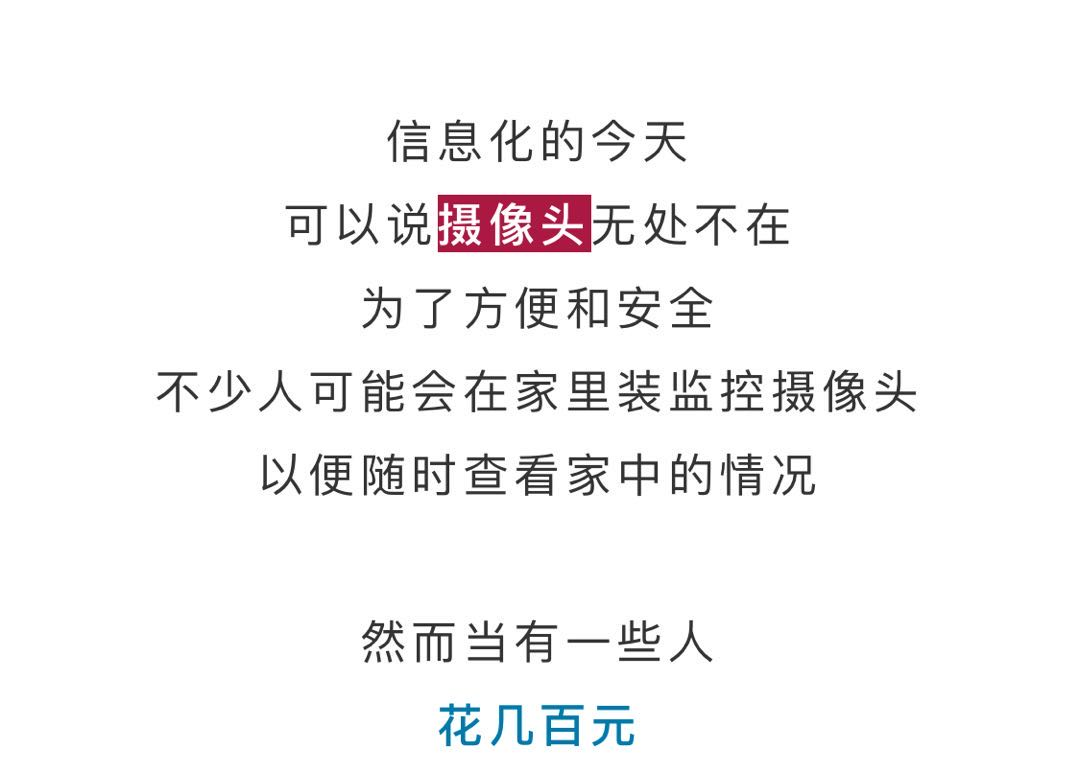 信息化的今天
可以说摄像头无处不在
为了方便和安全
不少人可能会在家里装监控摄像头
以便随时查看家中的情况
然而当有一些人
花几百元